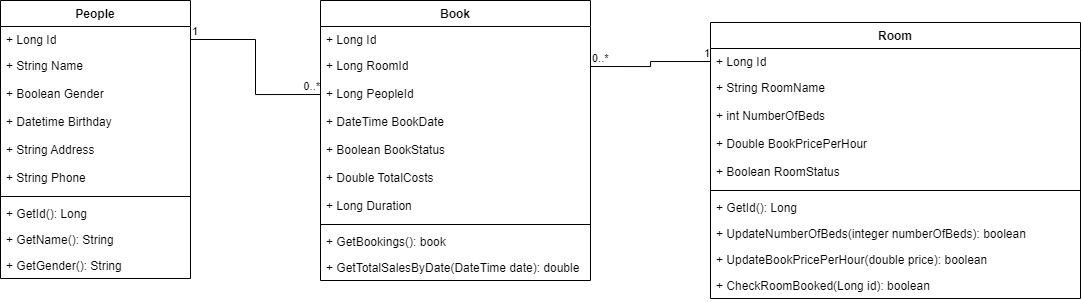 People
+ Long Id
+ String Name
+ Boolean Gender
+ Datetime Birthday
+ String Address
+ String Phone
+ GetId(): Long
+ GetName(): String
+ GetGender(): String
1
0..*
Book
+ Long Id
+ Long RoomId
+ Long PeopleId
+ DateTime BookDate
+ Boolean BookStatus
+ Double TotalCosts
+ Long Duration
+ GetBookings(): book
+ GetTotalSalesByDate(DateTime date): double
0..*
1
Room
+ Long Id
+ String RoomName
+ int NumberOfBeds
+ Double BookPricePerHour
+ Boolean RoomStatus
+ GetId(): Long
+ UpdateNumberOfBeds(integer numberOfBeds): boolean
+ UpdateBookPricePerHour(double price): boolean
+ CheckRoomBooked(Long id): boolean